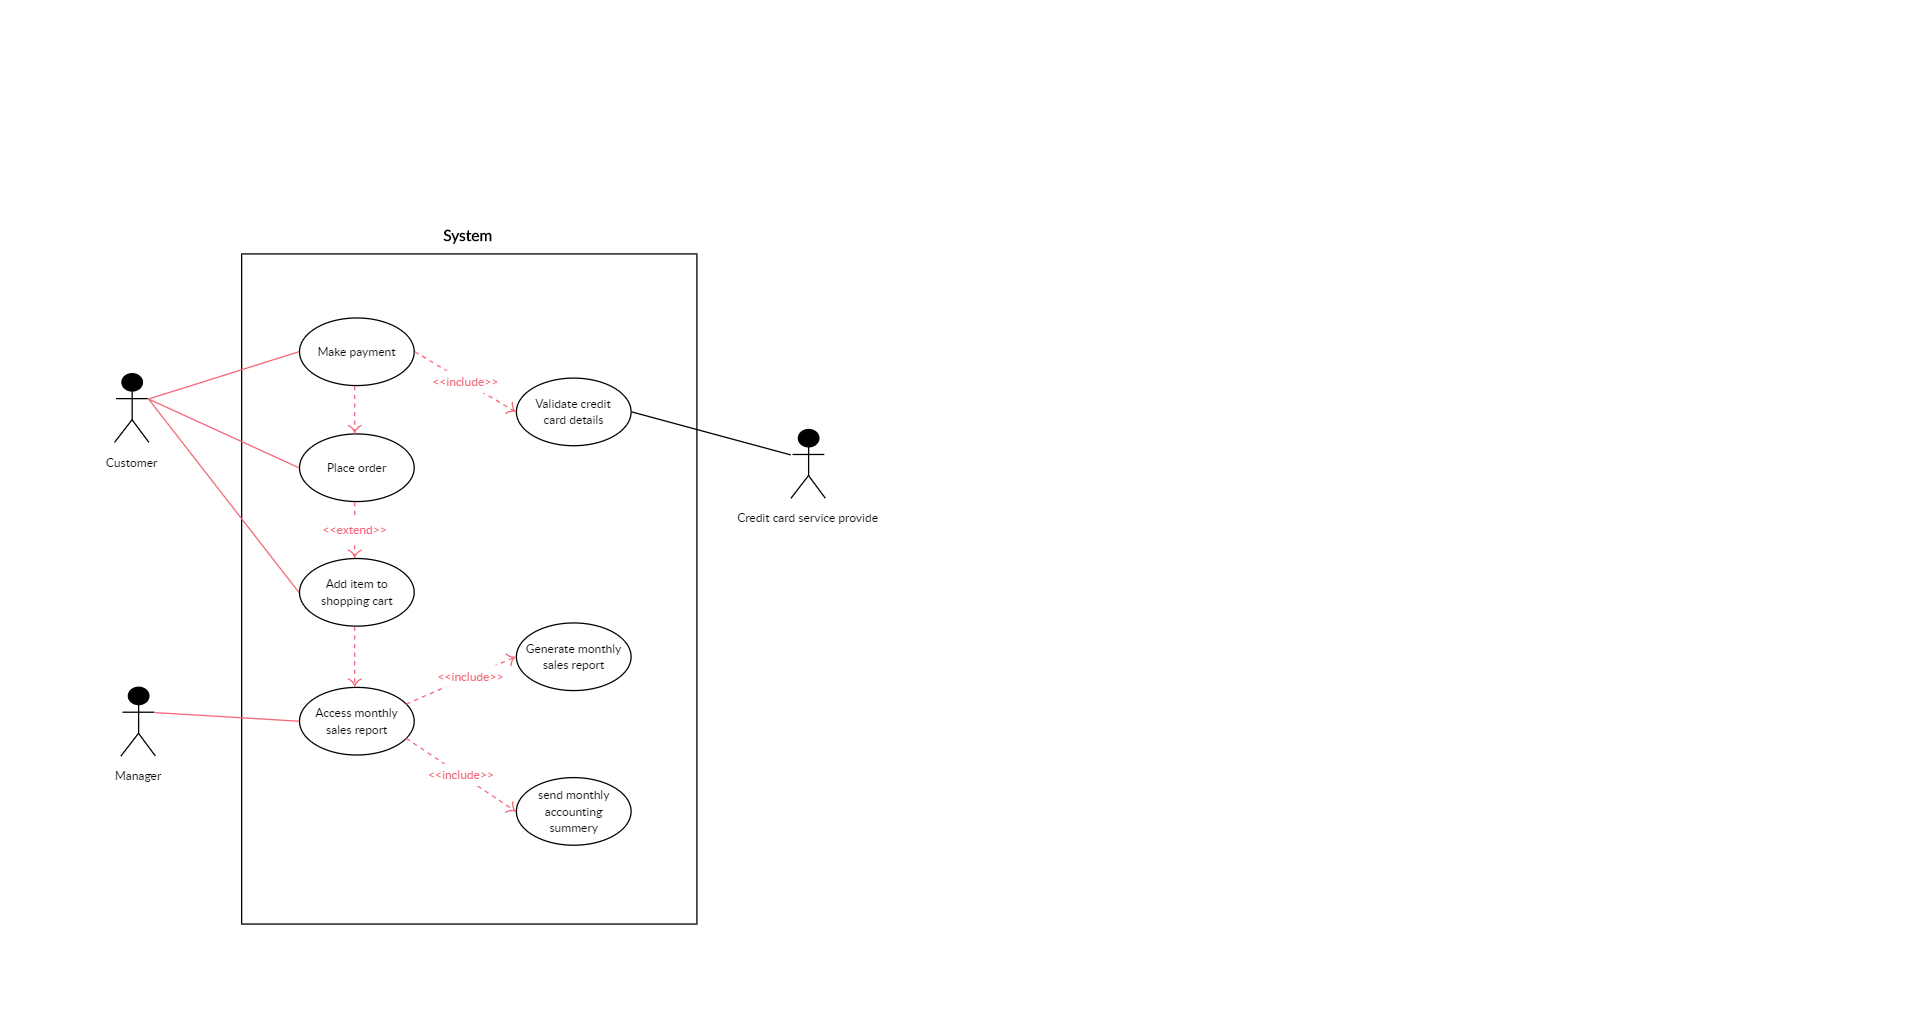 System
Make payment
<<include>>
Validate credit
card details
Customer
Place order
Credit card service provide
<<extend>>
Add item to
shopping cart
Generate monthly
sales report
<<include>>
Access monthly
sales report
Manager
<<include>>
send monthly
accounting
summery